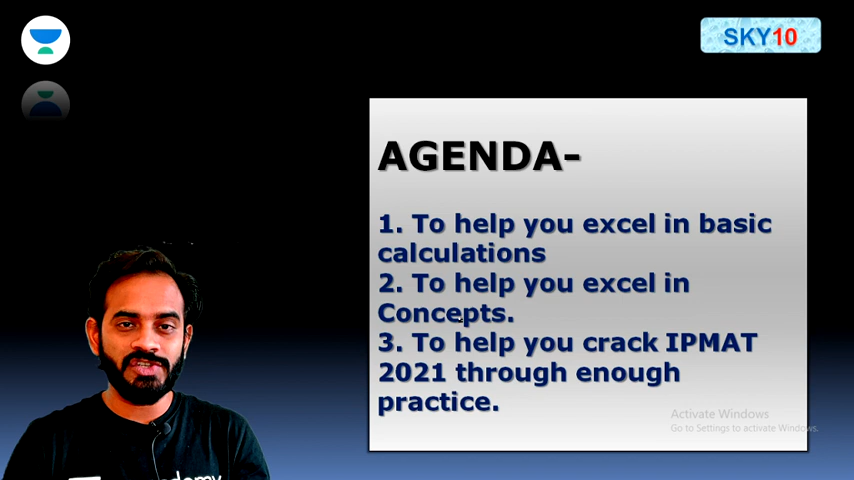 SKY10
AGENDA-
1. To help you excel in basic
calculations
2. To help you excel in
Concepts.
3. To help you crack IPMAT
2021 through enough
practice.
Activate Windows
Go to Settings to activate Windows.